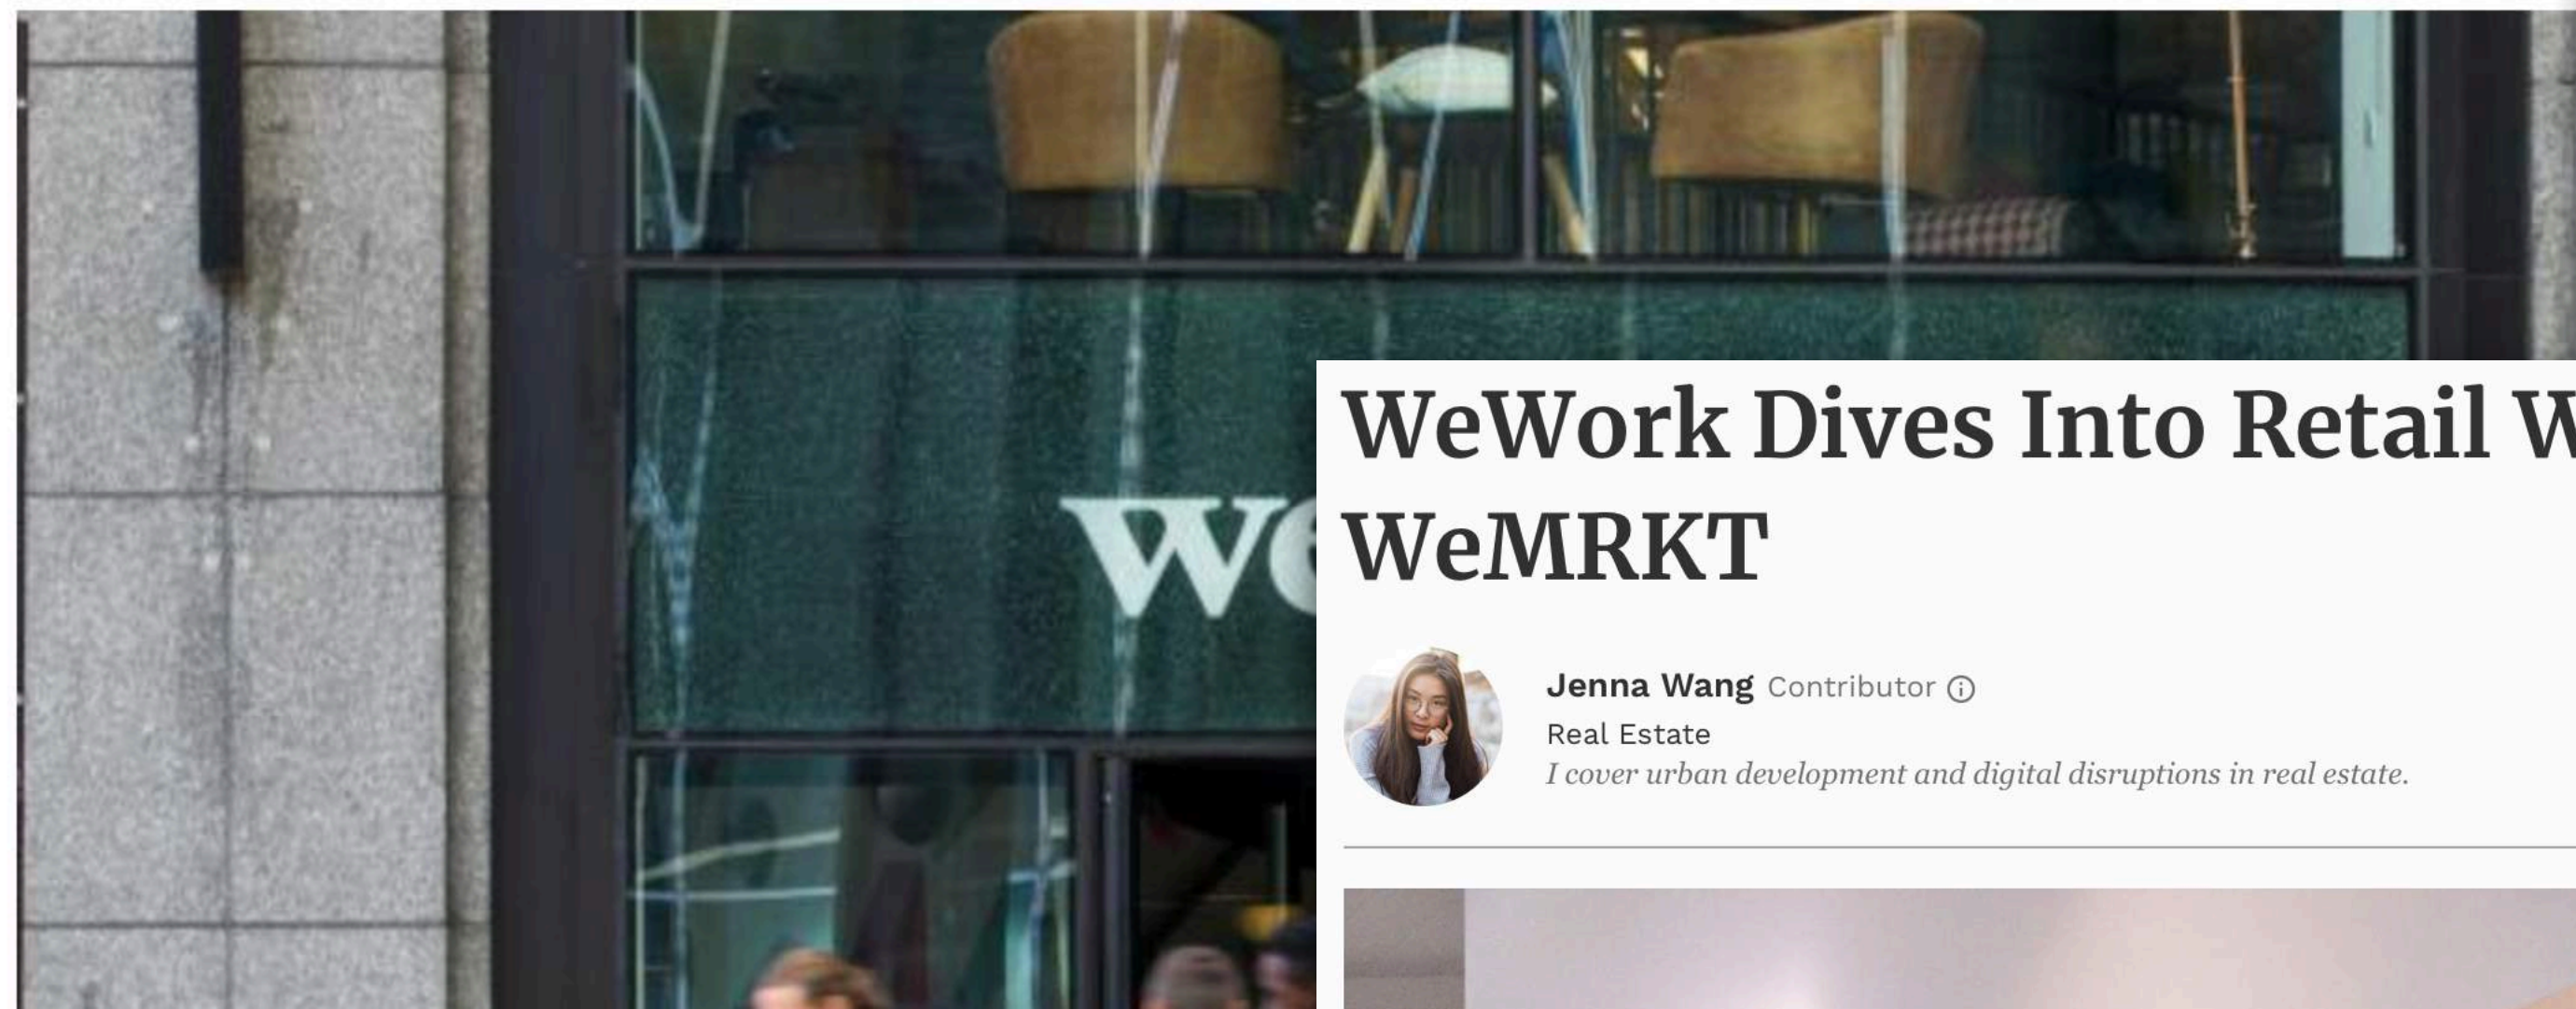 we
WeWork Dives Into Retail W
WeMRKT
Jenna Wang Contributor
Real Estate
I cover urban development and digital disruptions in real estate.